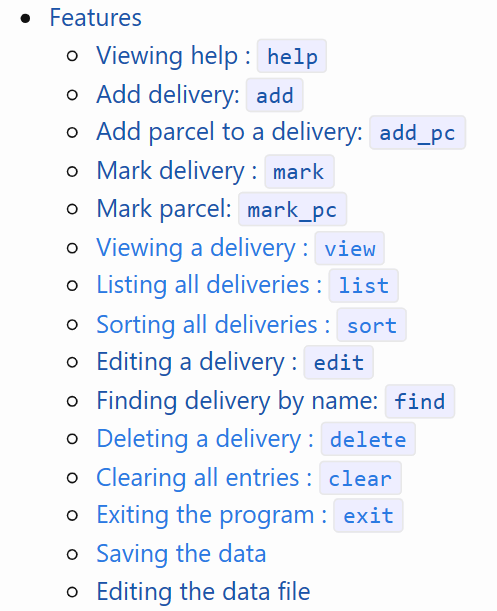 Features
Viewing help : help
Add delivery: add
Add parcel to a delivery: add_pc
Mark delivery : mark
Mark parcel: mark_pc
Viewing a delivery : view
Listing all deliveries : list
Sorting all deliveries : sort
Editing a delivery : edit
Finding delivery by name: find
Deleting a delivery : delete
Clearing all entries : clear
Exiting the program : exit
Saving the data
Editing the data file